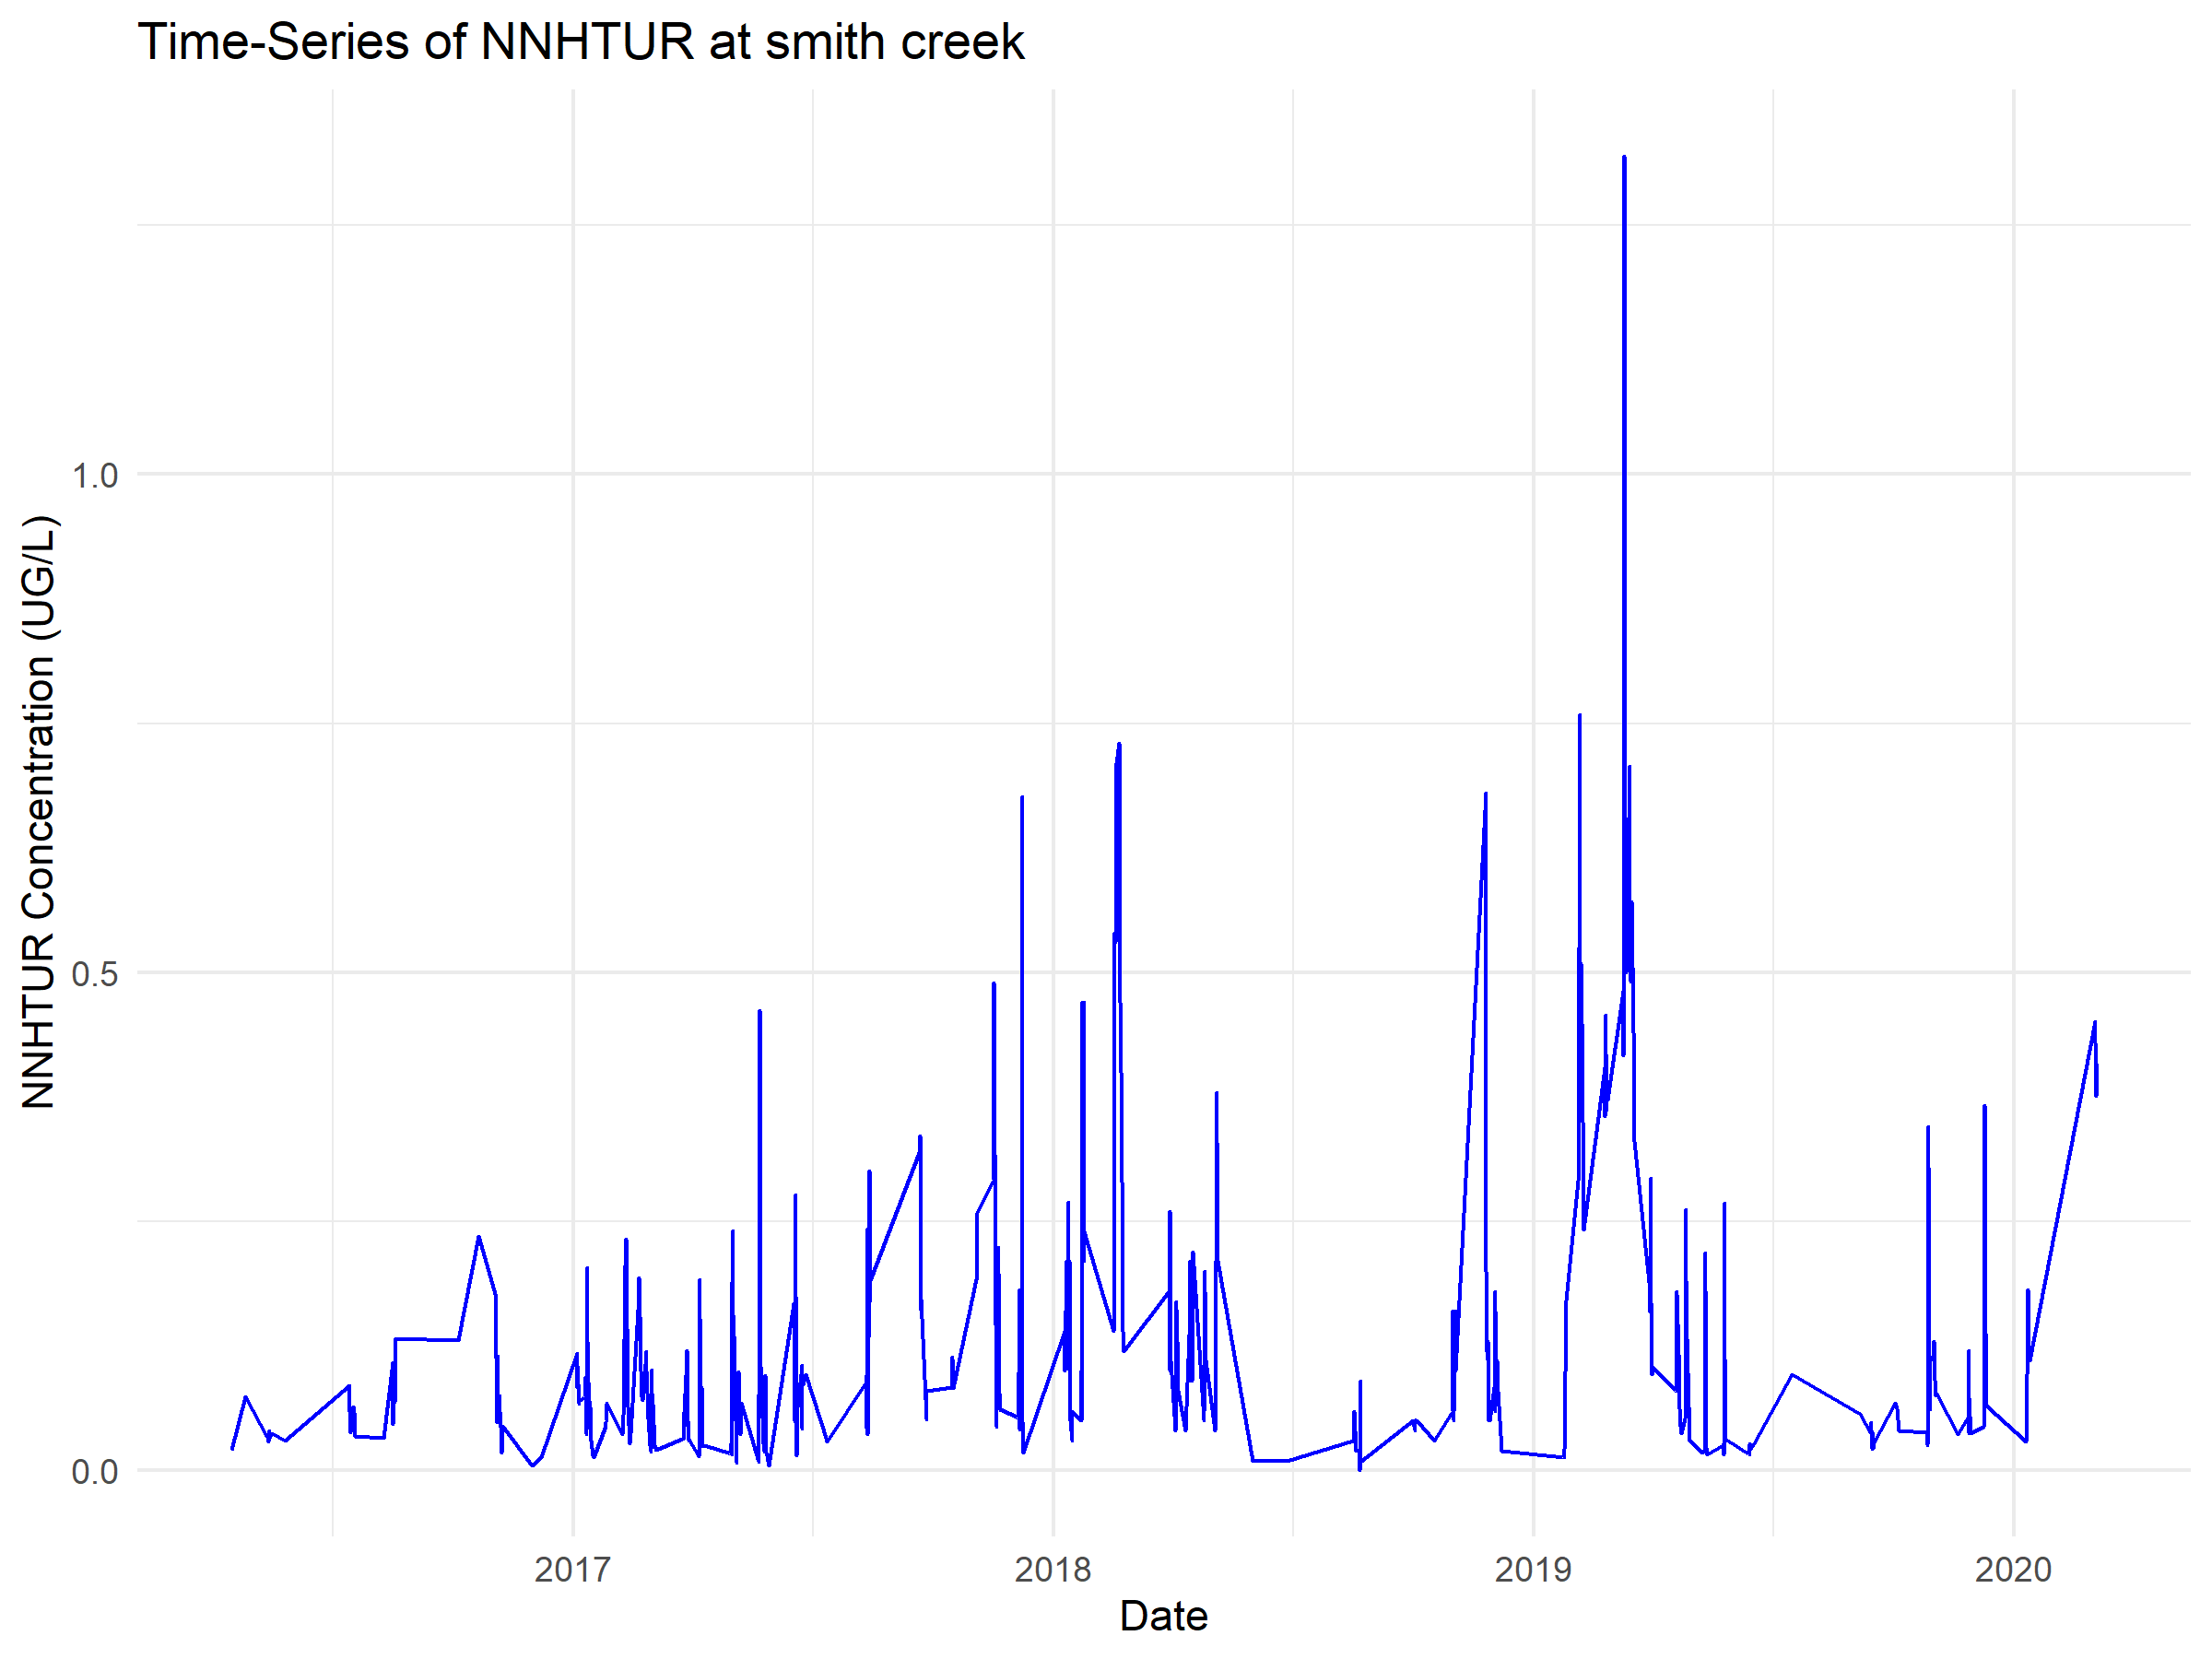 Time-Series of NNHTUR at smith creek
NNHTUR Concentration (UG/L)
1.0
0.5
0.0
2017
2018
2019
2020
Date